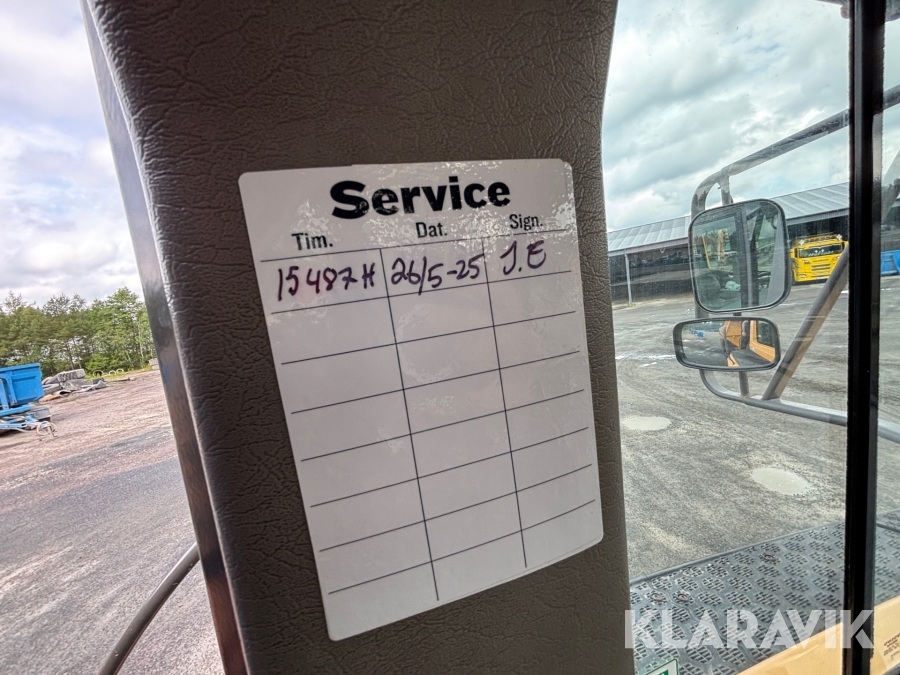 Service
Tim. Dat. Sign.
15487H 26/5-25 J.E
KLARAVIK